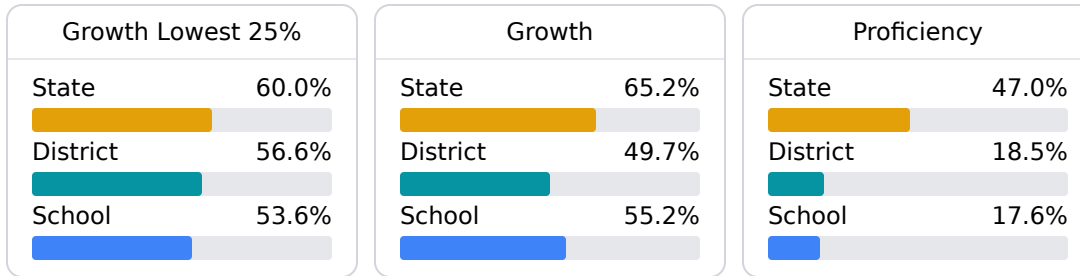 Growth Lowest 25%
State 60.0%
District 56.6%
School 53.6%
Growth
State 65.2%
District 49.7%
School 55.2%
Proficiency
State 47.0%
District 18.5%
School 17.6%